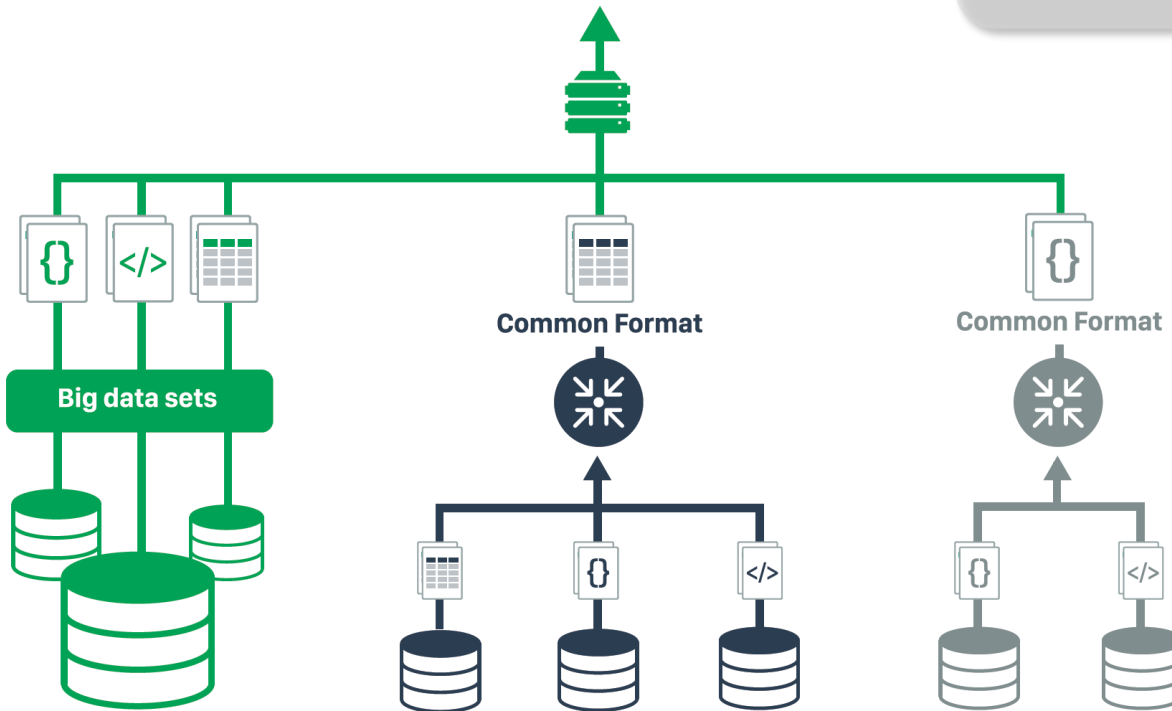 {} </> 
Common Format
{}
Common Format
Big data sets
{} </>
{} </>